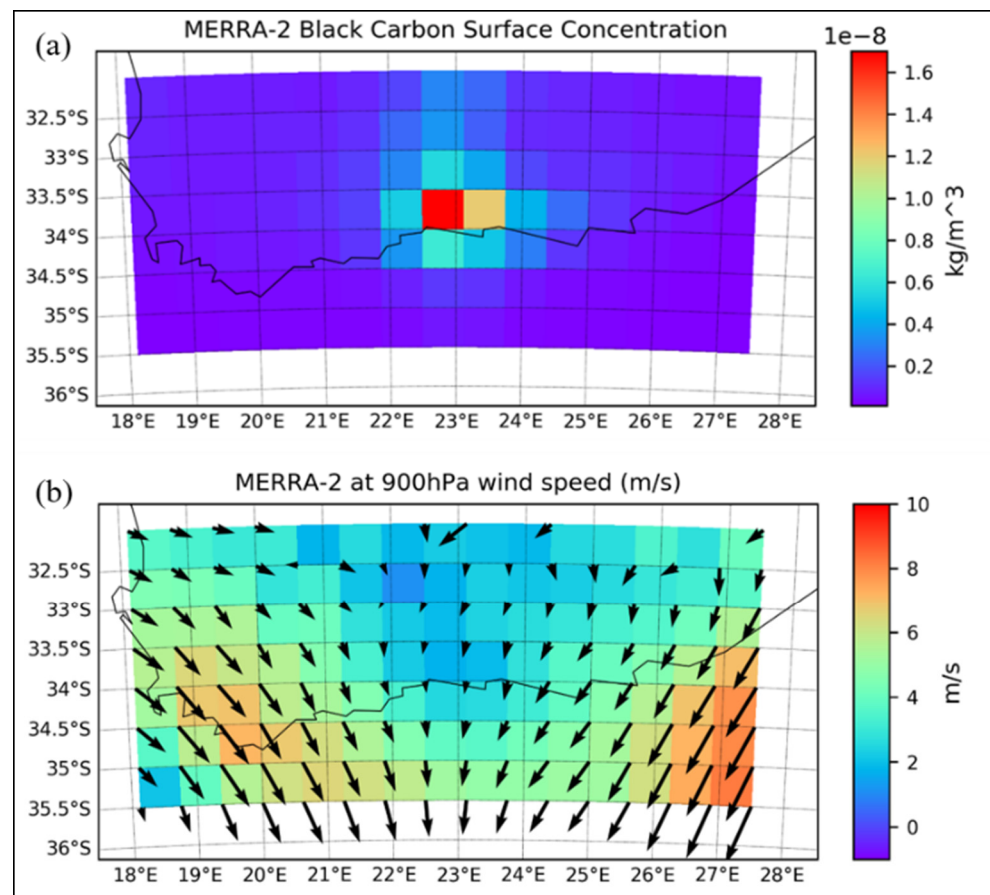 (a)
MERRA-2 Black Carbon Surface Concentration
1e−8
32.5°S
33°S
33.5°S
34°S
34.5°S
35°S
35.5°S
36°S
18°E 19°E 20°E 21°E 22°E 23°E 24°E 25°E 26°E 27°E 28°E
1.6
1.4
1.2
1.0
0.8
0.6
0.4
0.2
kg/m^3
(b)
MERRA-2 at 900hPa wind speed (m/s)
32.5°S
33°S
33.5°S
34°S
34.5°S
35°S
35.5°S
36°S
18°E 19°E 20°E 21°E 22°E 23°E 24°E 25°E 26°E 27°E 28°E
10
8
6
4
2
0
m/s